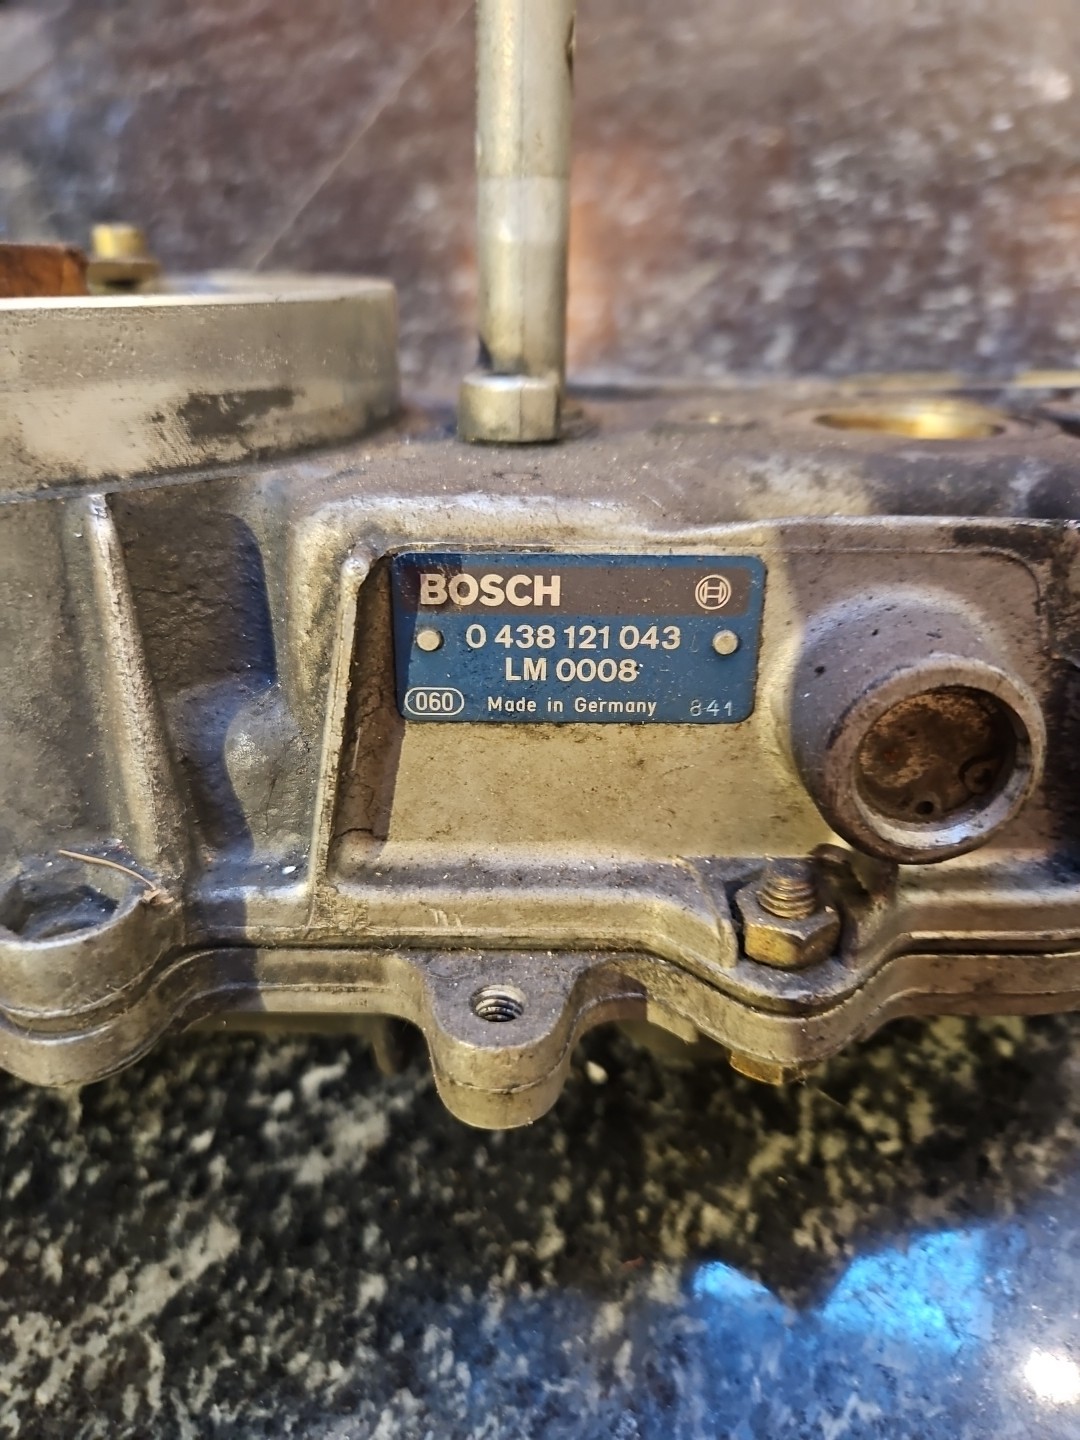 BOSCH
0 438 121 043
LM 0008
060 Made in Germany 841